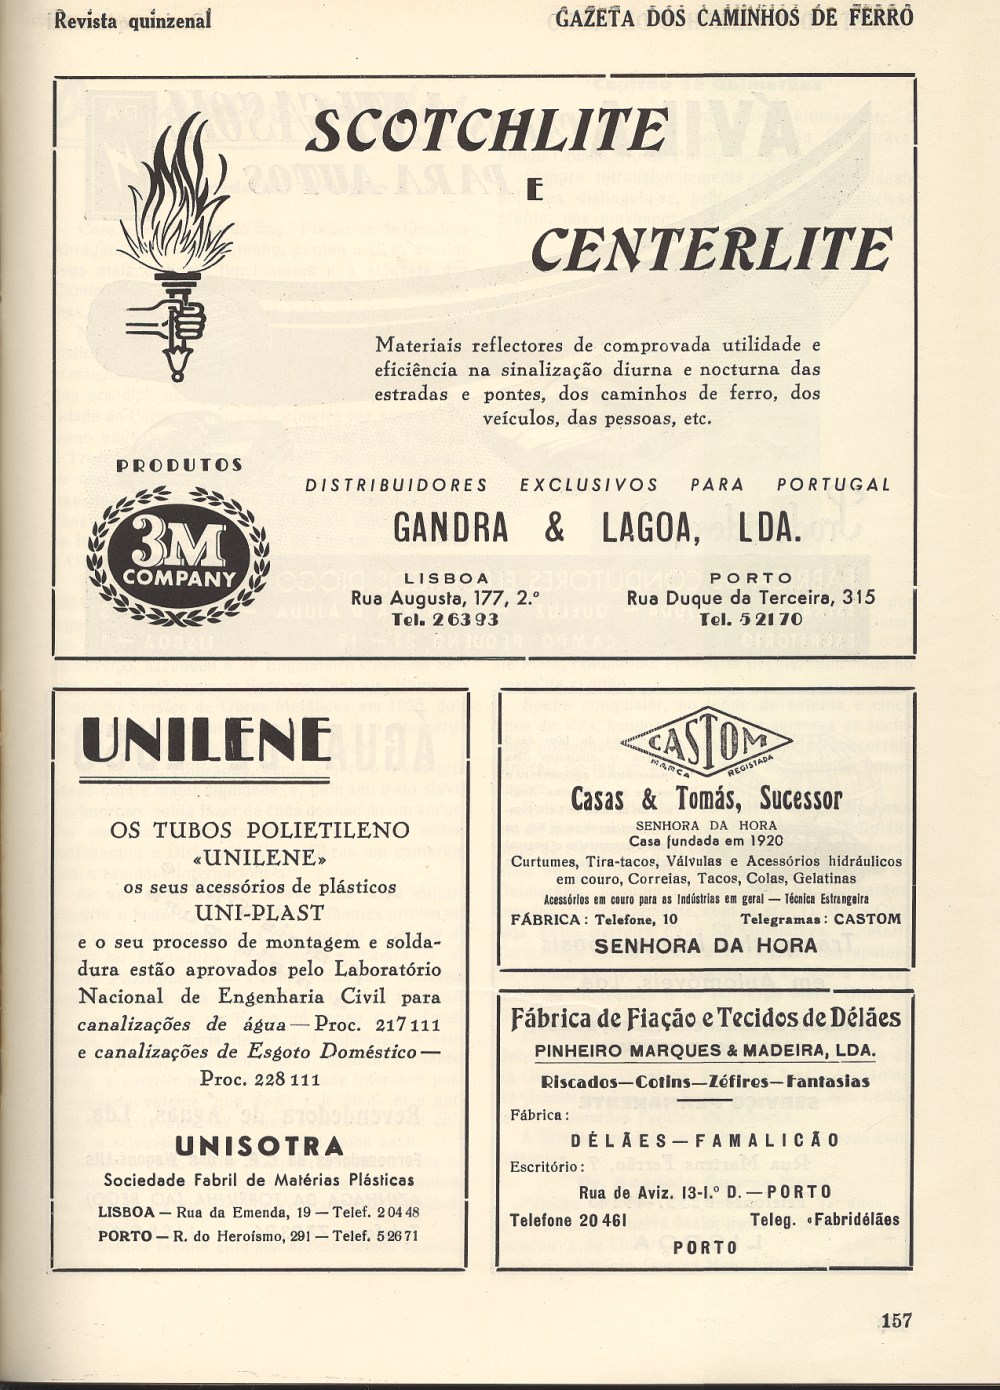 Revista quinzenal
GAZETA DOS CAMINHOS DE FERRO
SCOTCHLITE
E
CENTERLITE
Materiais reflectores de comprovada utilidade e
eficiência na sinalização diurna e nocturna das
estradas e pontes, dos caminhos de ferro, dos
veículos, das pessoas, etc.
PRODUTOS
3M
COMPANY
DISTRIBUIDORES EXCLUSIVOS PARA PORTUGAL
GANDRA & LAGOA, LDA.
LISBOA
Rua Augusta, 177, 2.º
Tel. 26393
PORTO
Rua Duque da Terceira, 315
Tel. 52170
UNILENE
OS TUBOS POLIETILENO
«UNILENE»
os seus acessórios de plásticos
UNI-PLAST
e o seu processo de montagem e solda-
dura estão aprovados pelo Laboratório
Nacional de Engenharia Civil para
canalizações de água — Proc. 217111
e canalizações de Esgoto Doméstico —
Proc. 228111
UNISOTRA
Sociedade Fabril de Matérias Plásticas
LISBOA — Rua da Emenda, 19 — Telef. 20448
PORTO — R. do Heroísmo, 291 — Telef. 52671
CASTOM
MARCA REGISTADA
Casas & Tomás, Sucessor
SENHORA DA HORA
Casa fundada em 1920
Curtumes, Tira-tacos, Válvulas e Acessórios hidráulicos
em couro, Correias, Tacos, Colas, Gelatinas
Acessórios em couro para as Indústrias em geral — Técnica Estrangeira
FÁBRICA: Telefone, 10 Telegramas: CASTOM
SENHORA DA HORA
Fábrica de Fiação e Tecidos de Délães
PINHEIRO MARQUES & MADEIRA, LDA.
Riscados—Cotins—Zéfires—Fantasias
Fábrica:
DÉLÃES—FAMALICÃO
Escritório:
Rua de Aviz. 13-1.º D. — PORTO
Telefone 20461 Teleg. «Fabridélães
PORTO
157